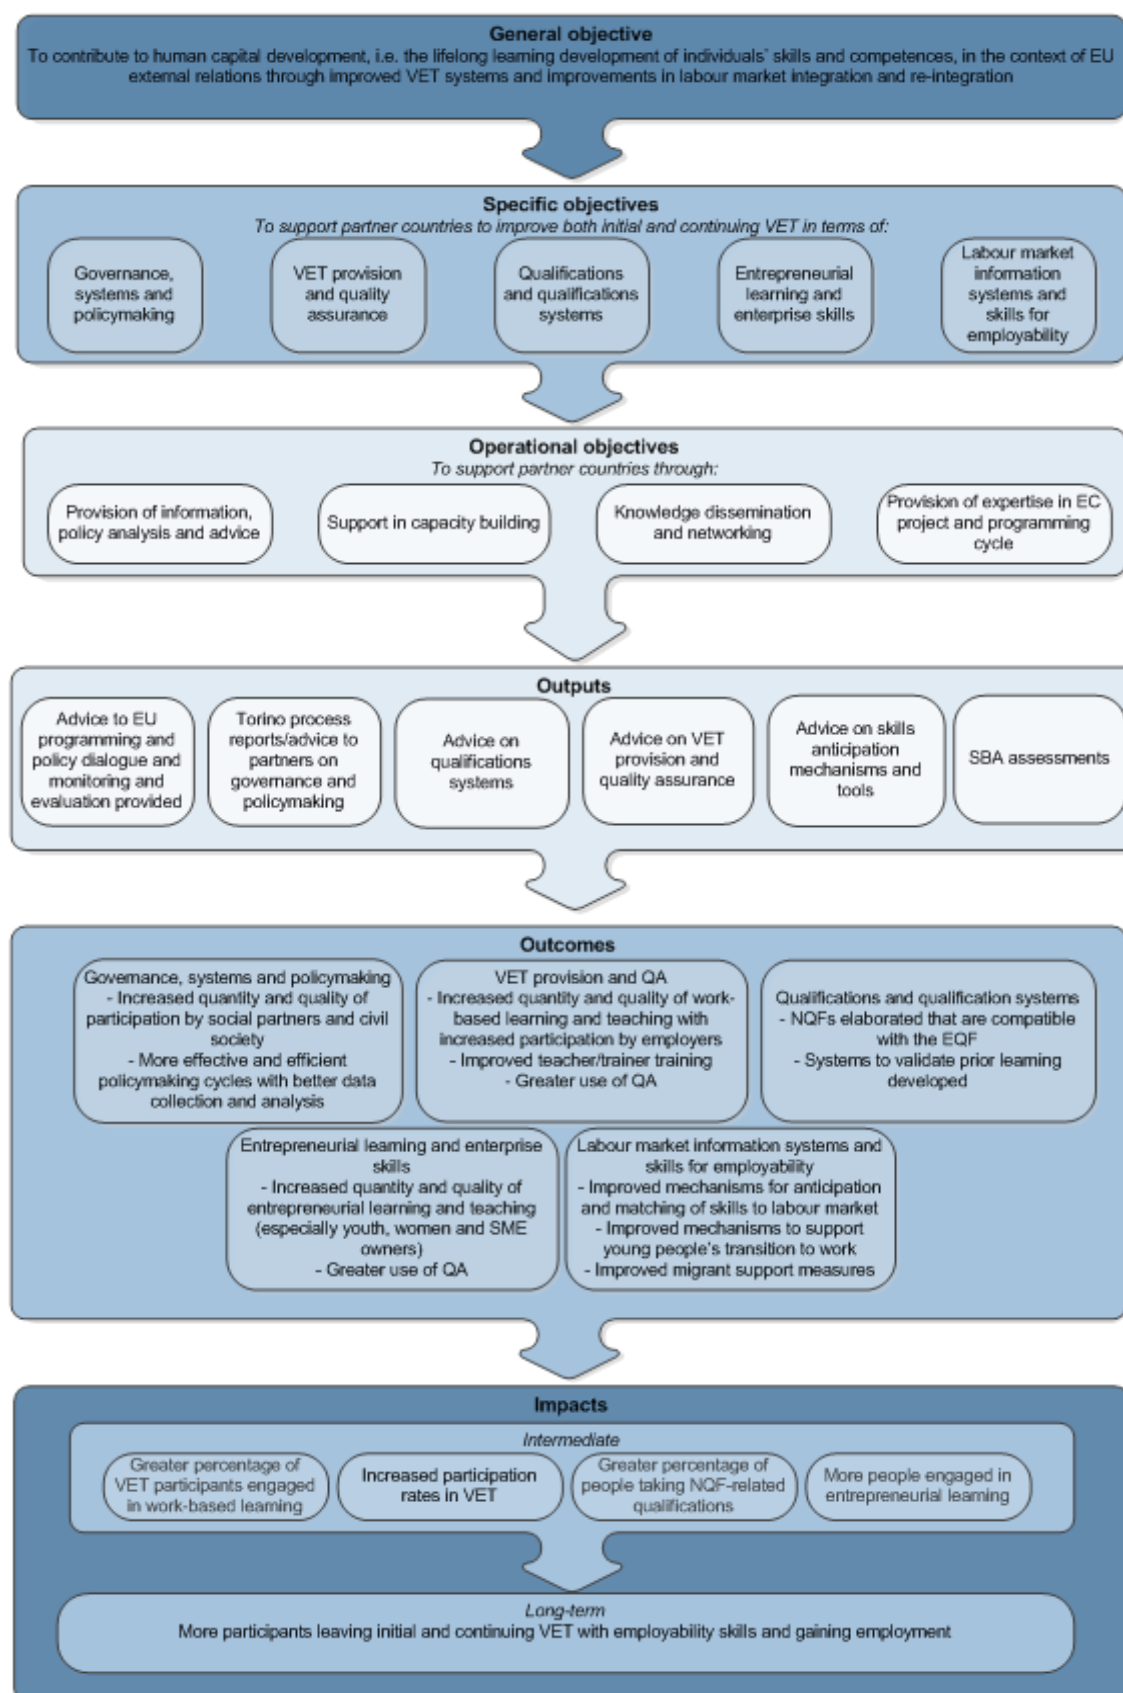 General objective
To contribute to human capital development, i.e. the lifelong learning development of individuals' skills and competences, in the context of EU
external relations through improved VET systems and improvements in labour market integration and re-integration
Specific objectives
To support partner countries to improve both initial and continuing VET in terms of:
Governance,
systems and
policymaking
VET provision
and quality
assurance
Qualifications
and qualifications
systems
Entrepreneurial
learning and
enterprise skills
Labour market
information
systems and
skills for
employability
Operational objectives
To support partner countries through:
Provision of information,
policy analysis and advice
Support in capacity building
Knowledge dissemination
and networking
Provision of expertise in EC
project and programming
cycle
Outputs
Advice to EU
programming and
policy dialogue and
monitoring and
evaluation provided
Torino process
reports/advice to
partners on
governance and
policymaking
Advice on
qualifications
systems
Advice on VET
provision and
quality assurance
Advice on skills
anticipation
mechanisms and
tools
SBA assessments
Outcomes
Governance, systems and policymaking
- Increased quantity and quality of
participation by social partners and civil
society
- More effective and efficient
policymaking cycles with better data
collection and analysis
VET provision and QA
- Increased quantity and quality of work-
based learning and teaching with
increased participation by employers
- Improved teacher/trainer training
- Greater use of QA
Qualifications and qualification systems
- NQFs elaborated that are compatible
with the EQF
- Systems to validate prior learning
developed
Entrepreneurial learning and enterprise
skills
- Increased quantity and quality of
entrepreneurial learning and teaching
(especially youth, women and SME
owners)
- Greater use of QA
Labour market information systems and
skills for employability
- Improved mechanisms for anticipation
and matching of skills to labour market
- Improved mechanisms to support
young people's transition to work
- Improved migrant support measures
Impacts
Intermediate
Greater percentage of
VET participants engaged
in work-based learning
Increased participation
rates in VET
Greater percentage of
people taking NQF-related
qualifications
More people engaged in
entrepreneurial learning
Long-term
More participants leaving initial and continuing VET with employability skills and gaining employment